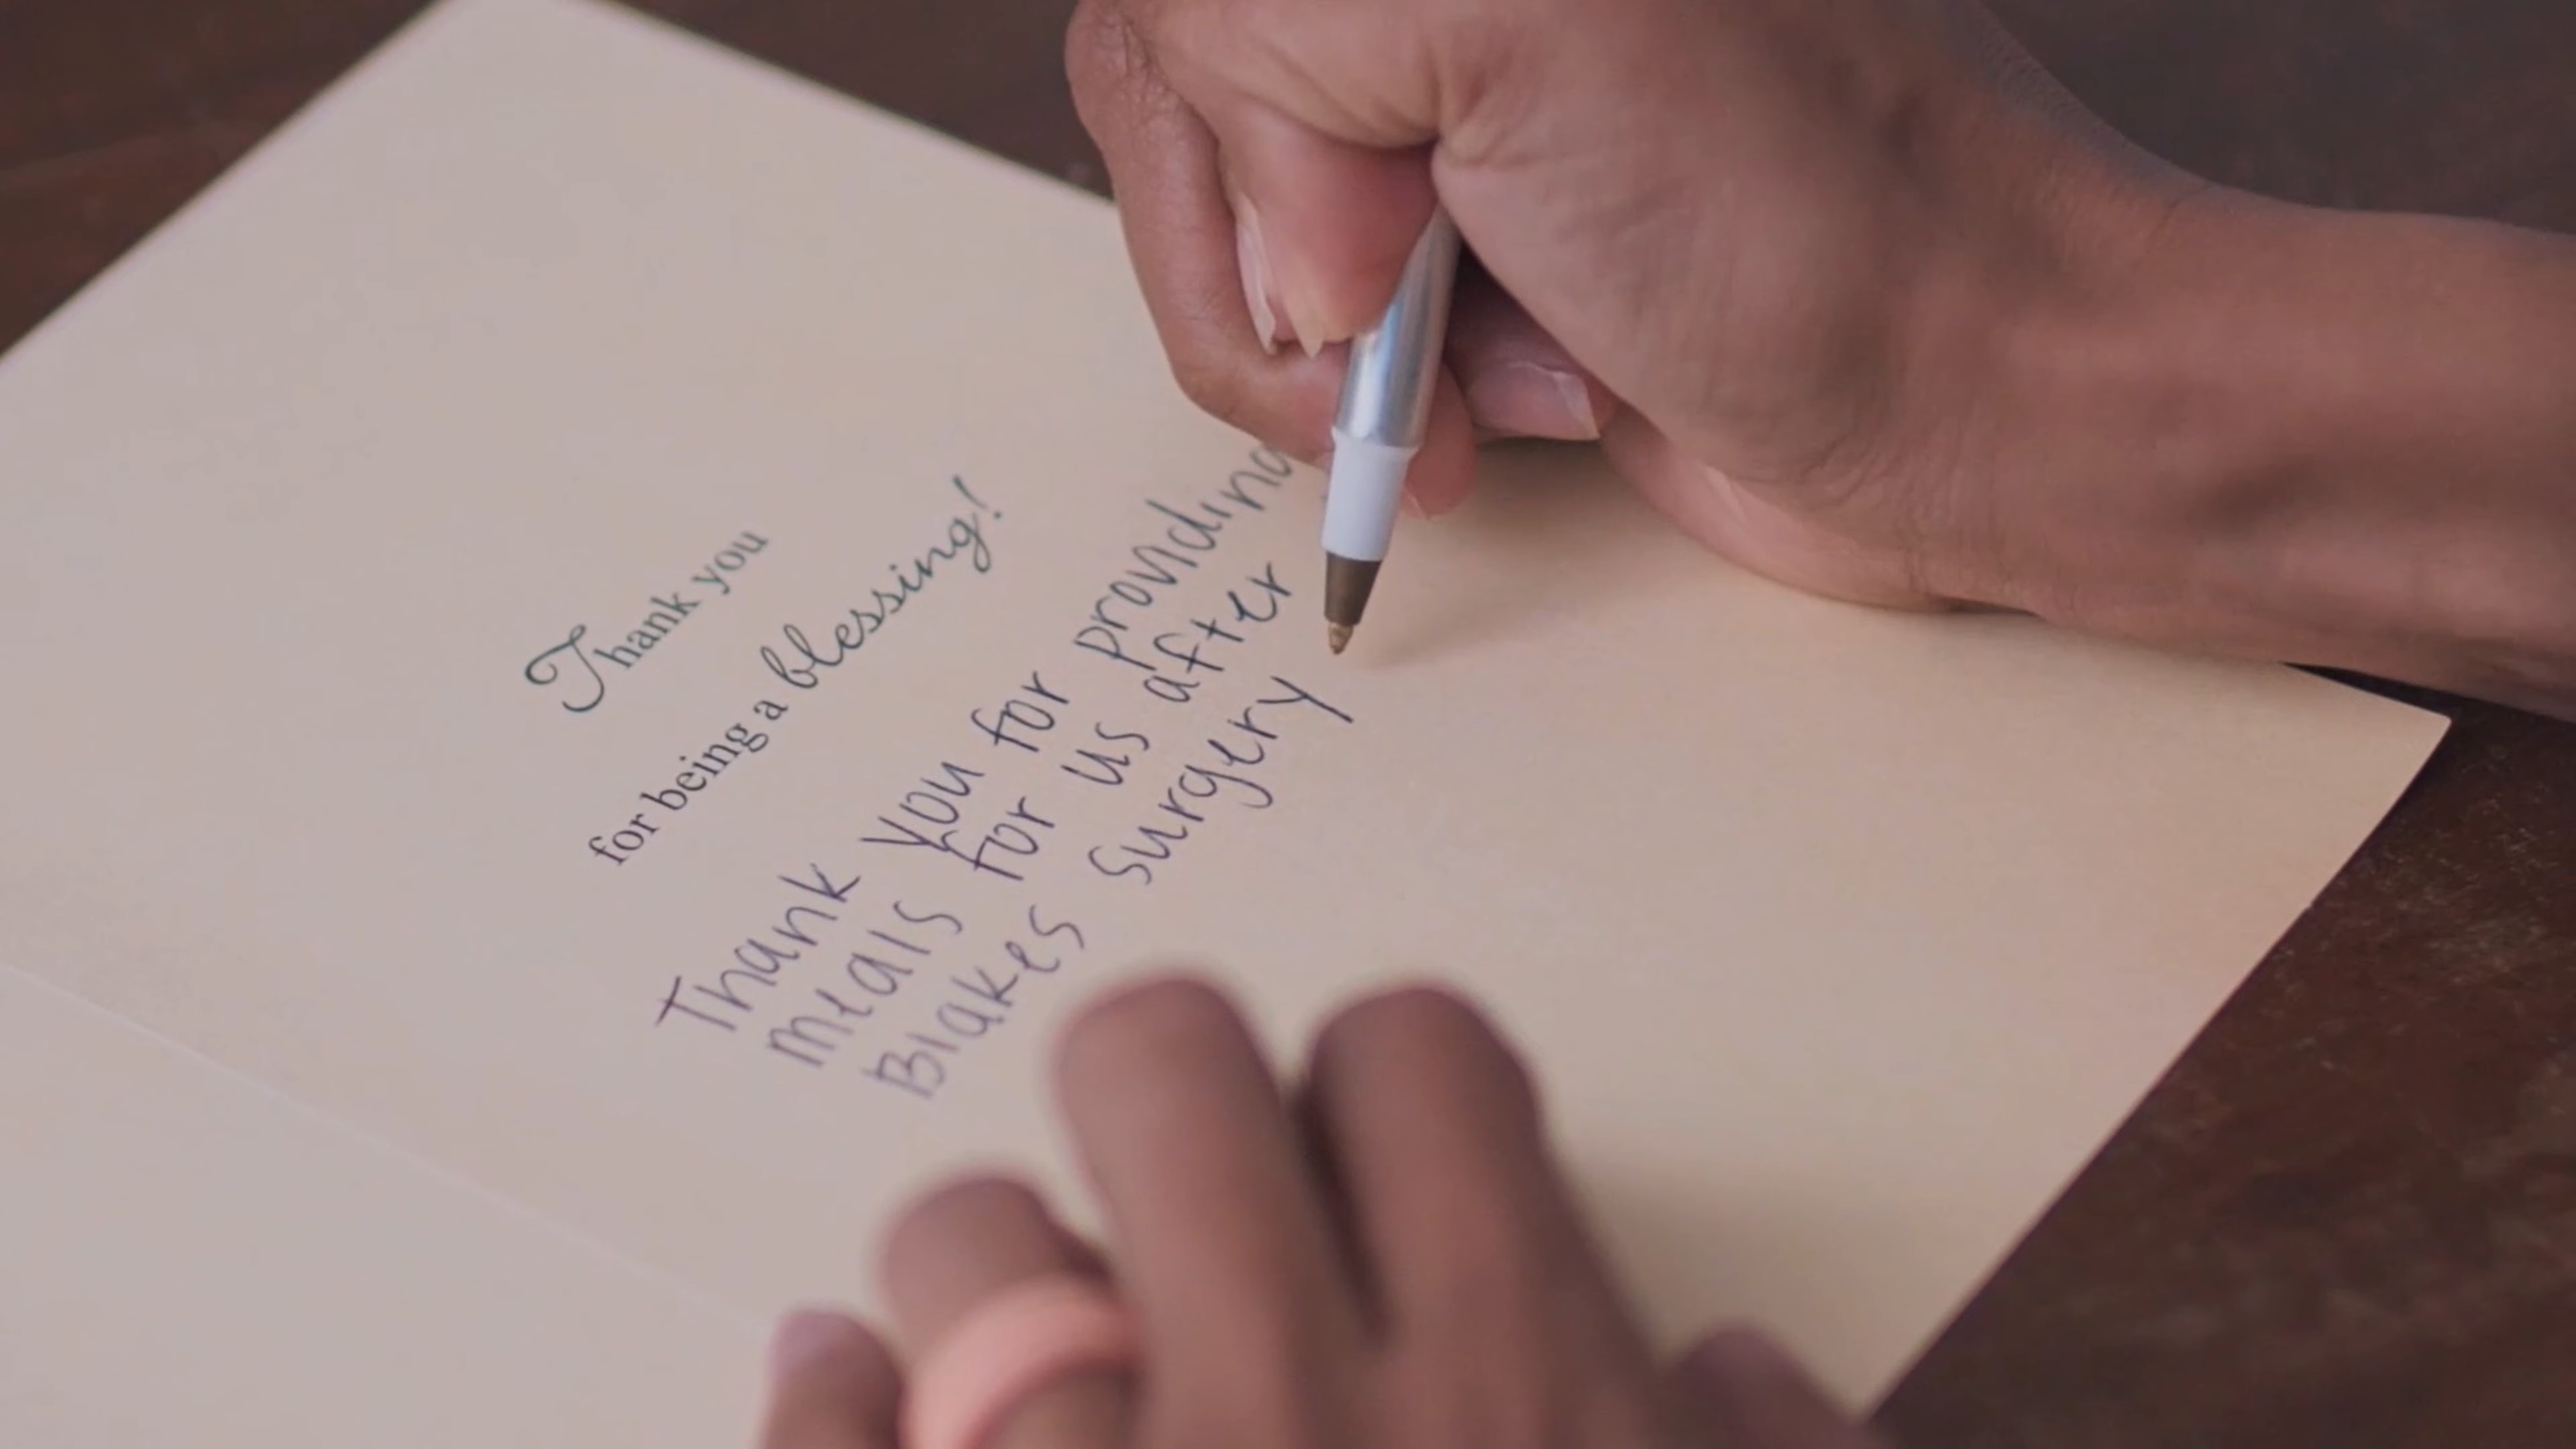 Thank you
for being a blessing!
Thank you for providing
meals for us after
Blakes surgery